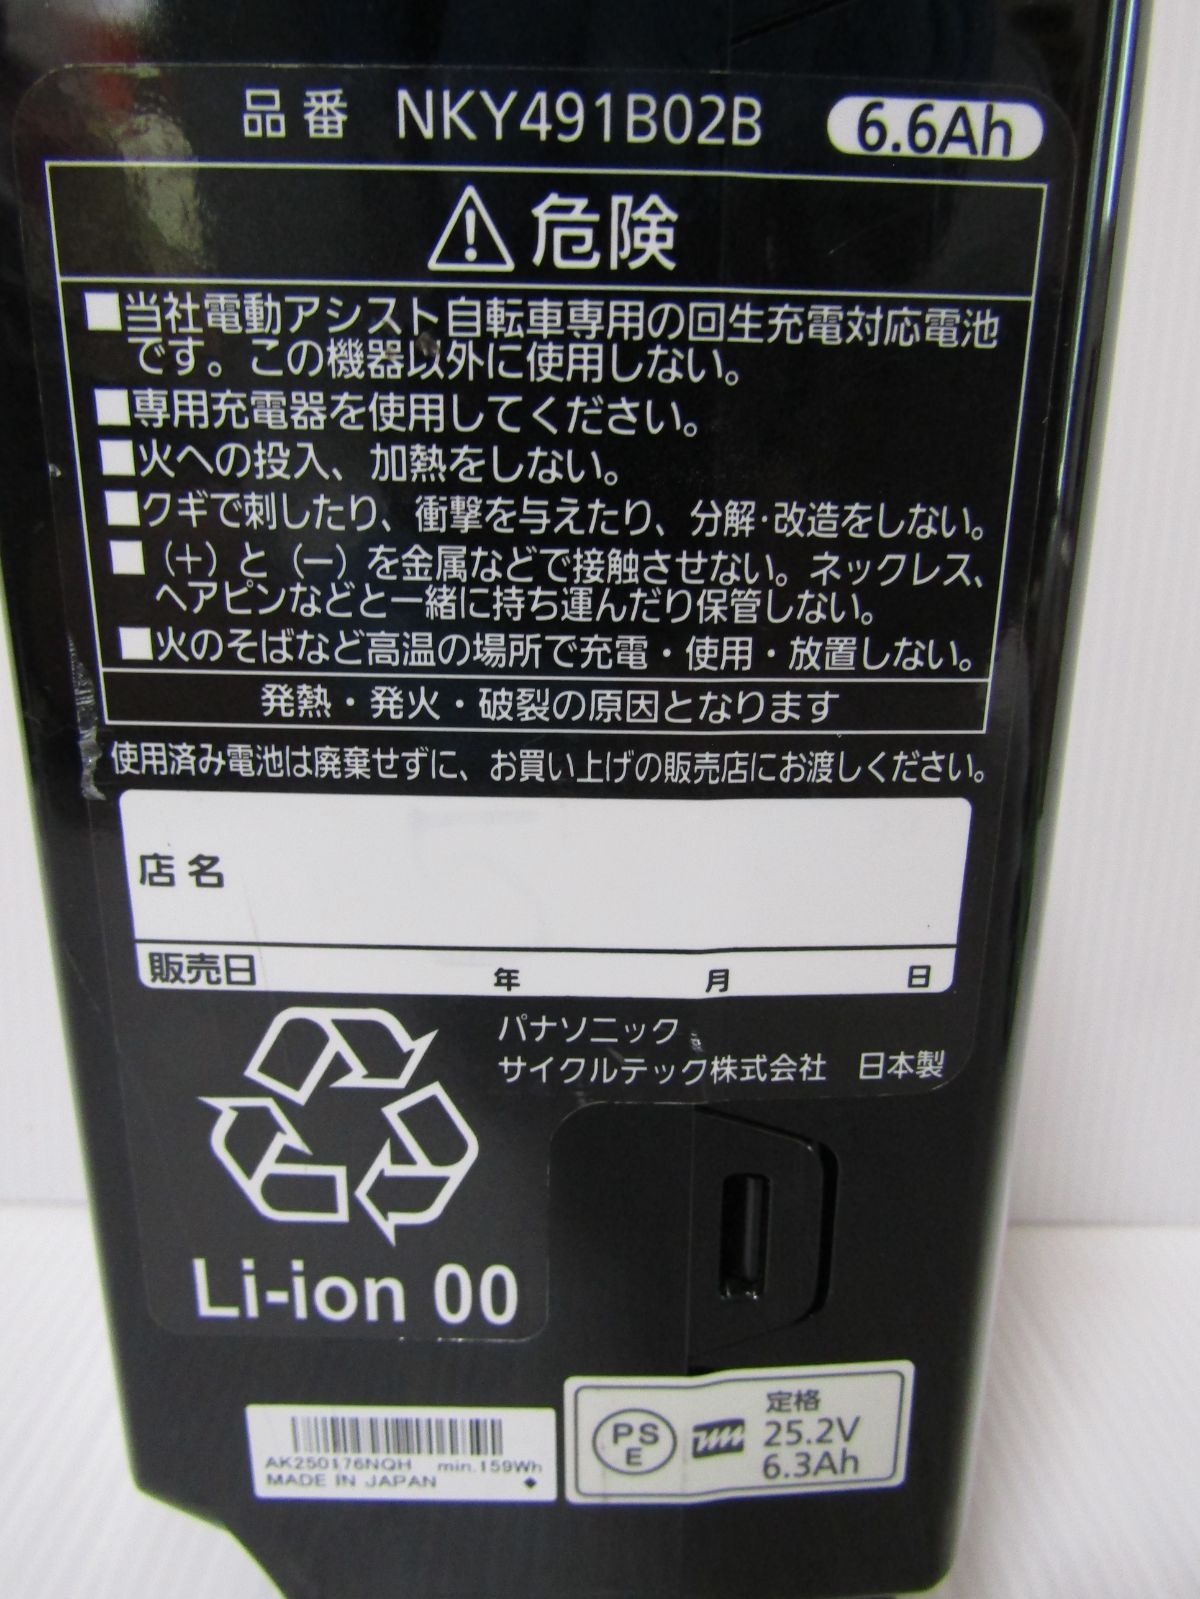 品番 NKY491B02B 6.6Ah
危険
■当社電動アシスト自転車専用の回生充電対応電池
です。この機器以外に使用しない。
■専用充電器を使用してください。
■火への投入、加熱をしない。
■クギで刺したり、衝撃を与えたり、分解・改造をしない。
■(+)と(−)を金属などで接触させない。ネックレス、
ヘアピンなどと一緒に持ち運んだり保管しない。
■火のそばなど高温の場所で充電・使用・放置しない。
発熱・発火・破裂の原因となります
使用済み電池は廃棄せずに、お買い上げの販売店にお渡しください。
店名
販売日 年 月 日
パナソニック
サイクルテック株式会社 日本製
Li-ion 00
AK250176NQH min.159Wh
MADE IN JAPAN
PS
E
定格
25.2V
6.3Ah